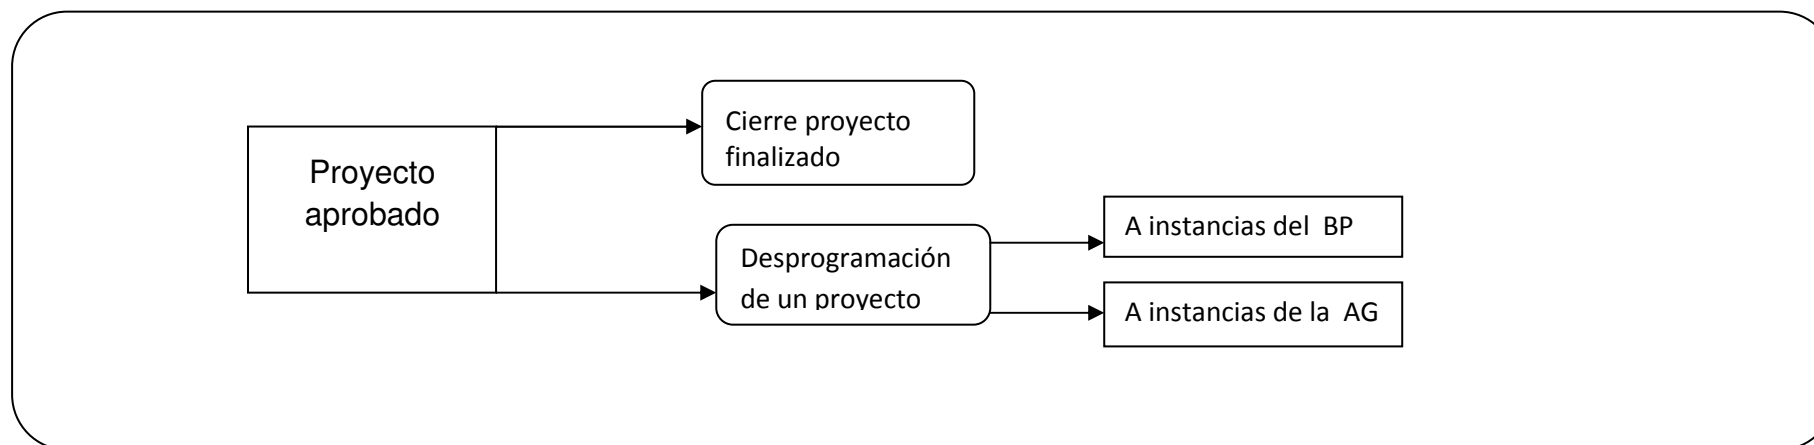 Proyecto
aprobado
Cierre proyecto
finalizado
Desprogramación
de un proyecto
A instancias del BP
A instancias de la AG